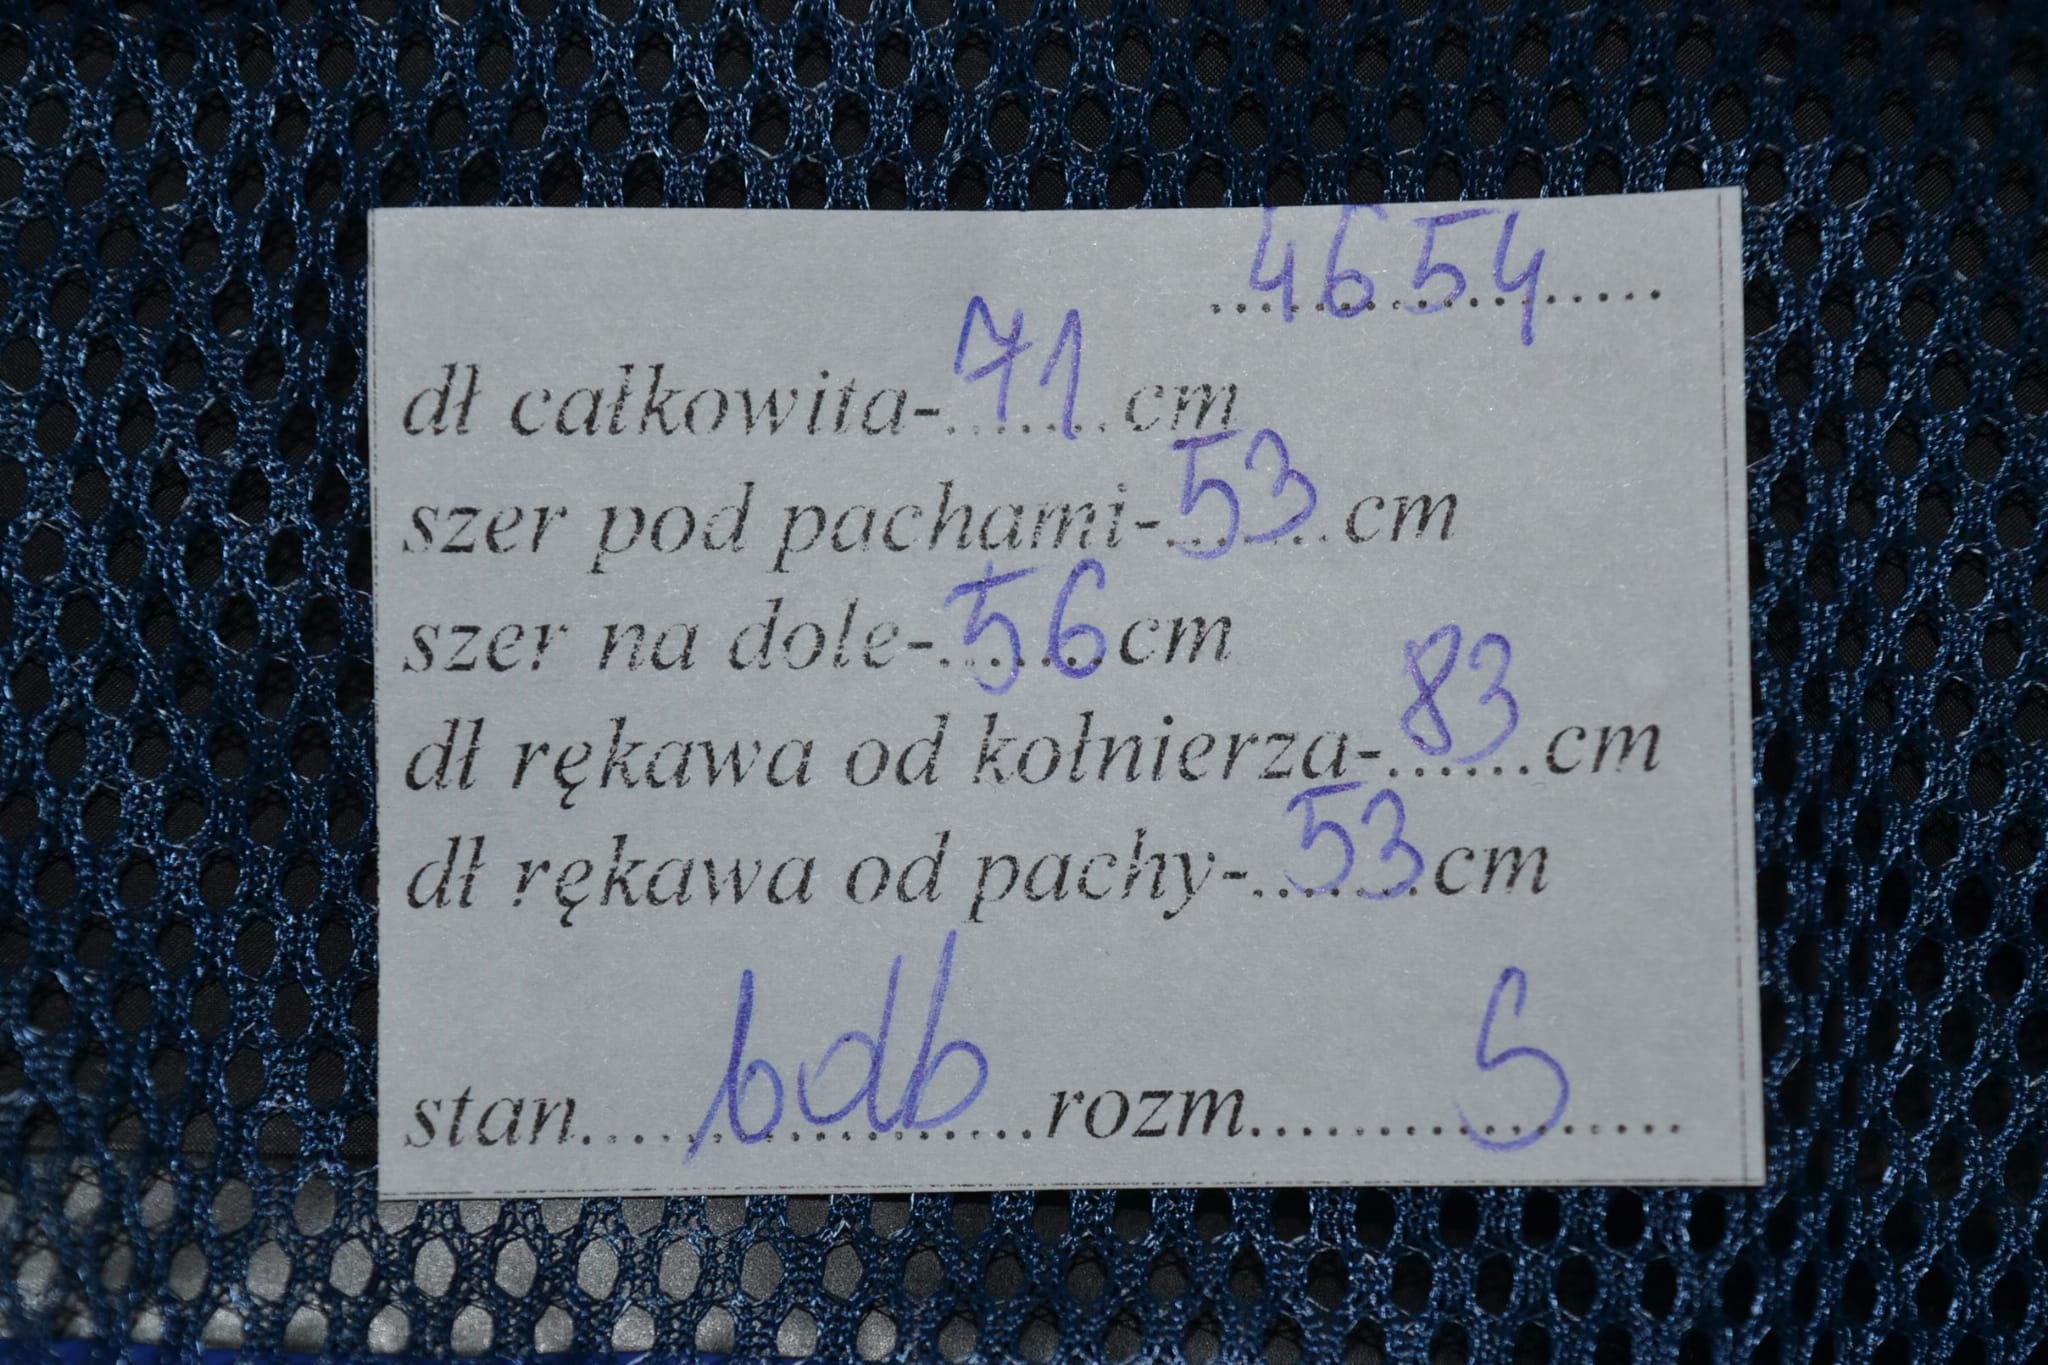 4654
dł całkowita-71cm
szer pod pachami-53cm
szer na dole-56cm
dł rękawa od kołnierza-83cm
dł rękawa od pachy-53cm
stan....bdb....rozm....S....